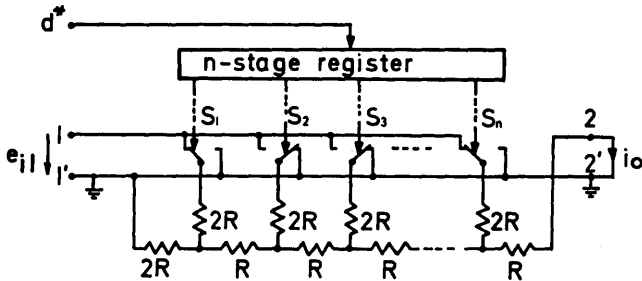 d*
n-stage register
S₁ S₂ S₃ Sₙ
1 2
e_i1 1' 2' i_o
2R 2R 2R 2R
2R R R R R